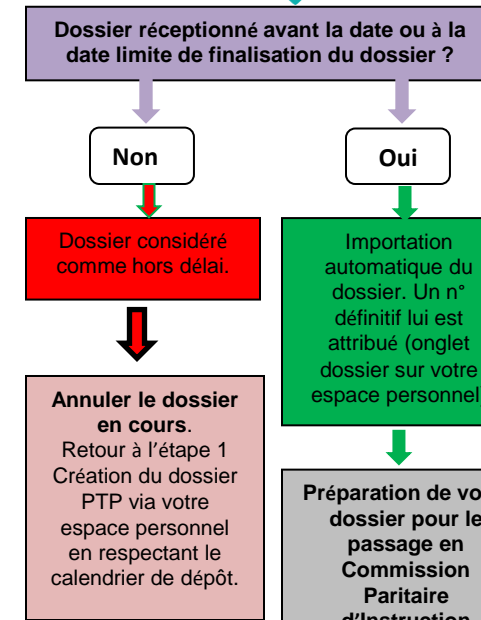 Dossier réceptionné avant la date ou à la
date limite de finalisation du dossier ?
Non
Oui
Dossier considéré
comme hors délai.
Importation
automatique du
dossier. Un n°
définitif lui est
attribué (onglet
dossier sur votre
espace personnel
Annuler le dossier
en cours.
Retour à l'étape 1
Création du dossier
PTP via votre
espace personnel
en respectant le
calendrier de dépôt.
Préparation de vo
dossier pour le
passage en
Commission
Paritaire
d'Instruction